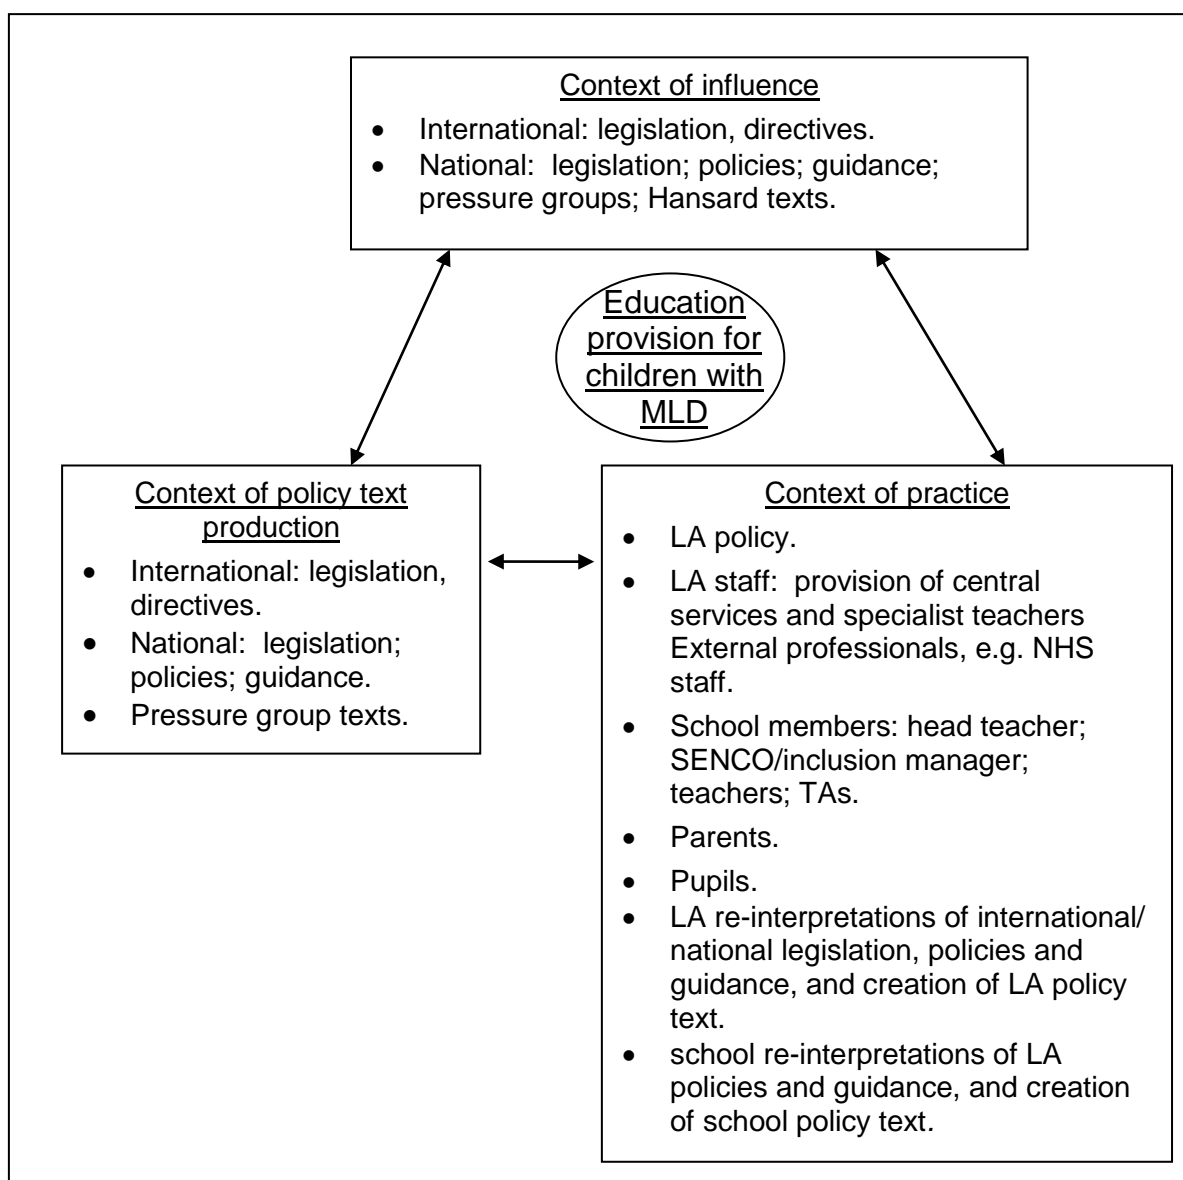 Context of influence
• International: legislation, directives.
• National: legislation; policies; guidance;
pressure groups; Hansard texts.
Education
provision for
children with
MLD
Context of policy text
production
• International: legislation,
directives.
• National: legislation;
policies; guidance.
• Pressure group texts.
Context of practice
• LA policy.
• LA staff: provision of central
services and specialist teachers
External professionals, e.g. NHS
staff.
• School members: head teacher;
SENCO/inclusion manager;
teachers; TAs.
• Parents.
• Pupils.
• LA re-interpretations of international/
national legislation, policies and
guidance, and creation of LA policy
text.
• school re-interpretations of LA
policies and guidance, and creation
of school policy text.